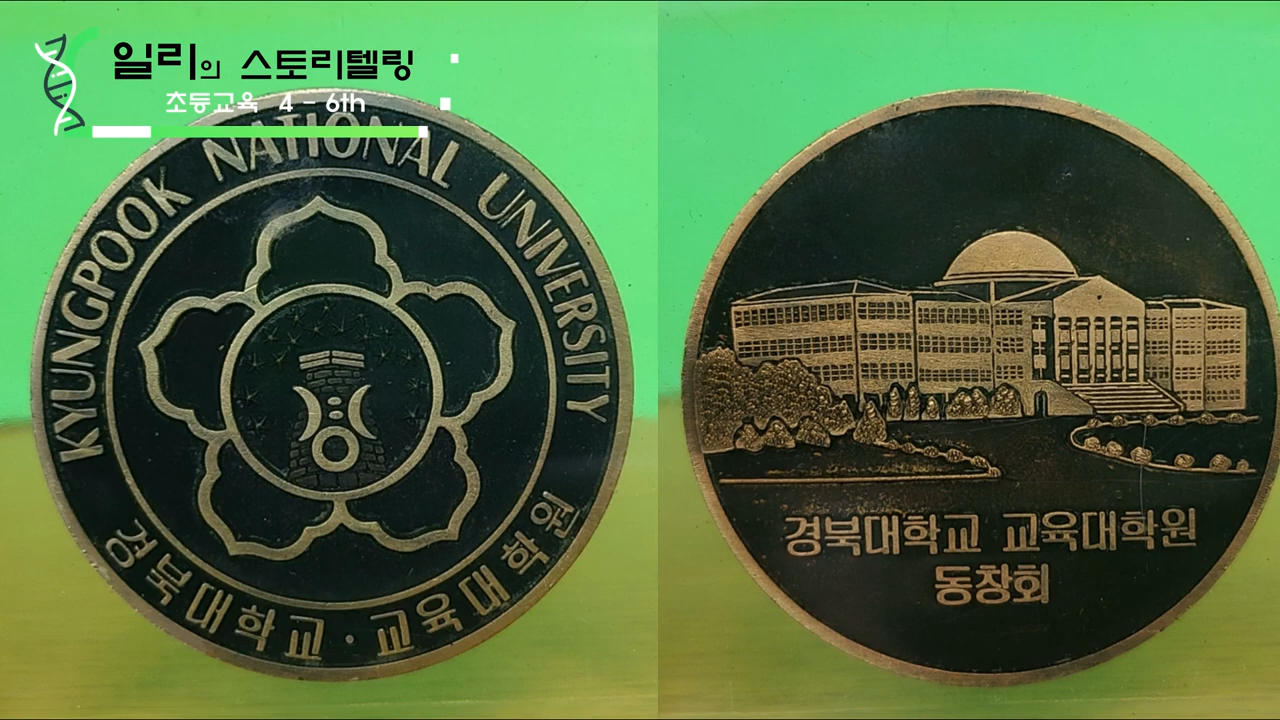 일리의 스토리텔링
초등교육 4 - 6th
KYUNGPOOK NATIONAL UNIVERSITY
경북대학교 · 교육대학원
경북대학교 교육대학원
동창회